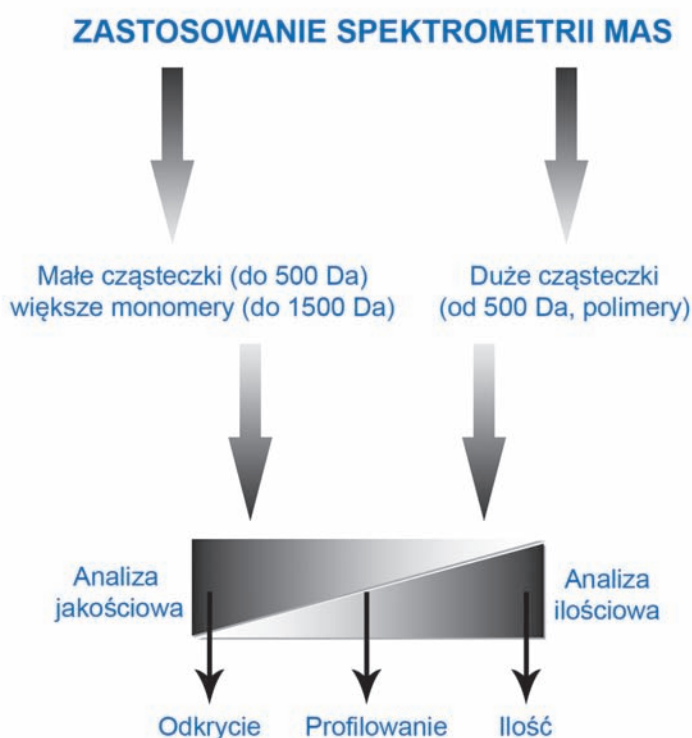 ZASTOSOWANIE SPEKTROMETRII MAS
Małe cząsteczki (do 500 Da)
większe monomery (do 1500 Da)
Duże cząsteczki
(od 500 Da, polimery)
Analiza
jakościowa
Analiza
ilościowa
Odkrycie
Profilowanie
Ilość